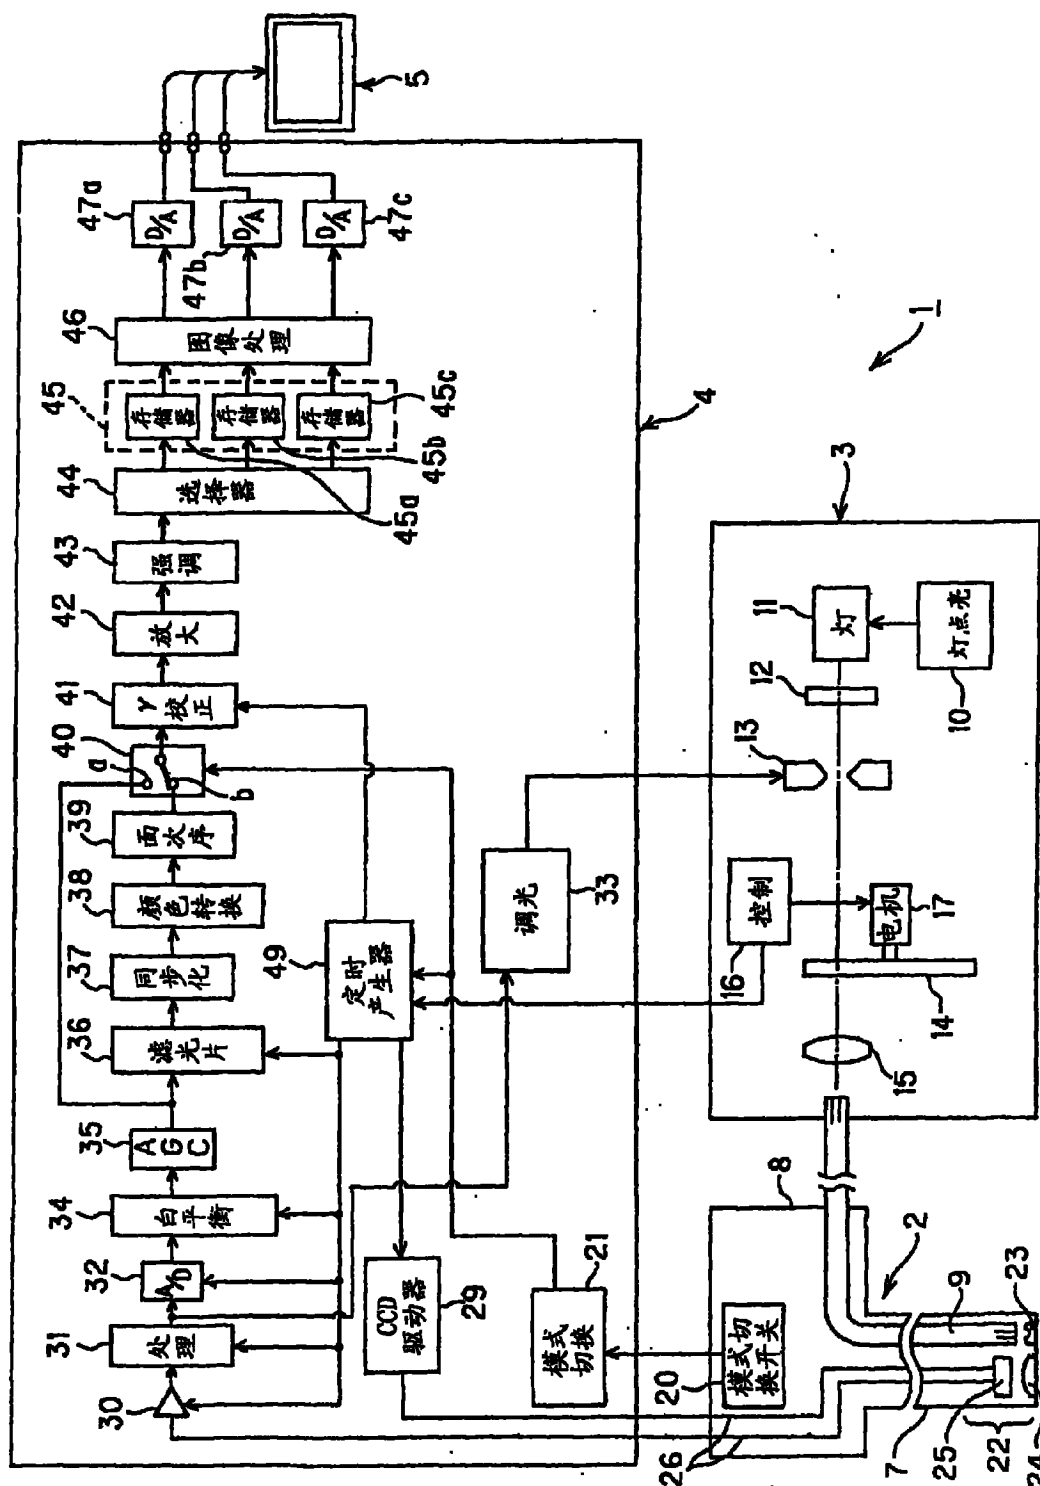 5
47a
D/A
47b
D/A
D/A
47c
46
图像处理
45
存储器
存储器
存储器
45c
45b
45a
44
选择器
43
强调
42
放大
41
γ
校正
40
a
b
39
面次序
38
颜色转换
37
同步化
36
滤光
片
35
AGC
34
白平衡
32
A/D
31
处理
30
49
定时
产生器
CCD
驱动器
29
模式
切换
21
调光
33
4
1
3
灯
11
灯点亮
10
12
13
控制
16
电机
17
14
15
8
2
模式切
换开关
20
26
9
23
7
25
22
24